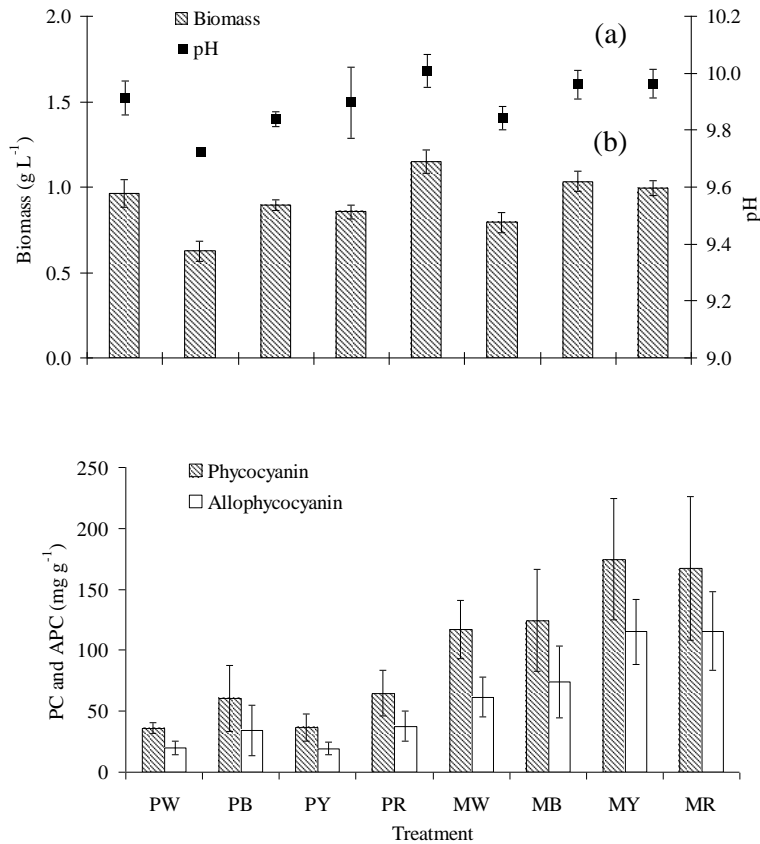 Biomass
pH
(a)
(b)
2.0
1.5
1.0
0.5
0.0
Biomass (g L⁻¹)
10.2
10.0
9.8
9.6
9.4
9.2
9.0
pH
Phycocyanin
Allophycocyanin
250
200
150
100
50
0
PC and APC (mg g⁻¹)
PW PB PY PR MW MB MY MR
Treatment